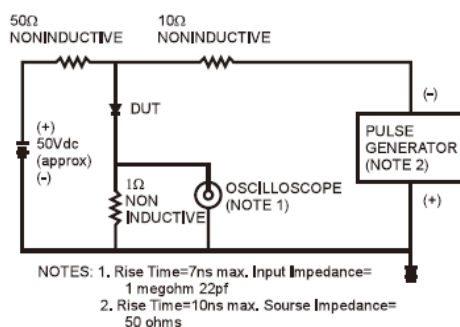 50Ω
NONINDUCTIVE
10Ω
NONINDUCTIVE
DUT
(+)
50Vdc
(approx)
(-)
1Ω
NON
INDUCTIVE
OSCILLOSCOPE
(NOTE 1)
(-)
PULSE
GENERATOR
(NOTE 2)
(+)
NOTES: 1. Rise Time=7ns max. Input Impedance=
1 megohm 22pf
2. Rise Time=10ns max. Sourse Impedance=
50 ohms